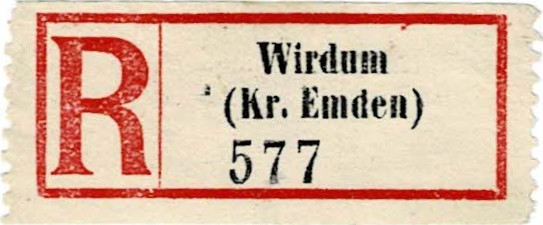 R
Wirdum
(Kr. Emden)
577